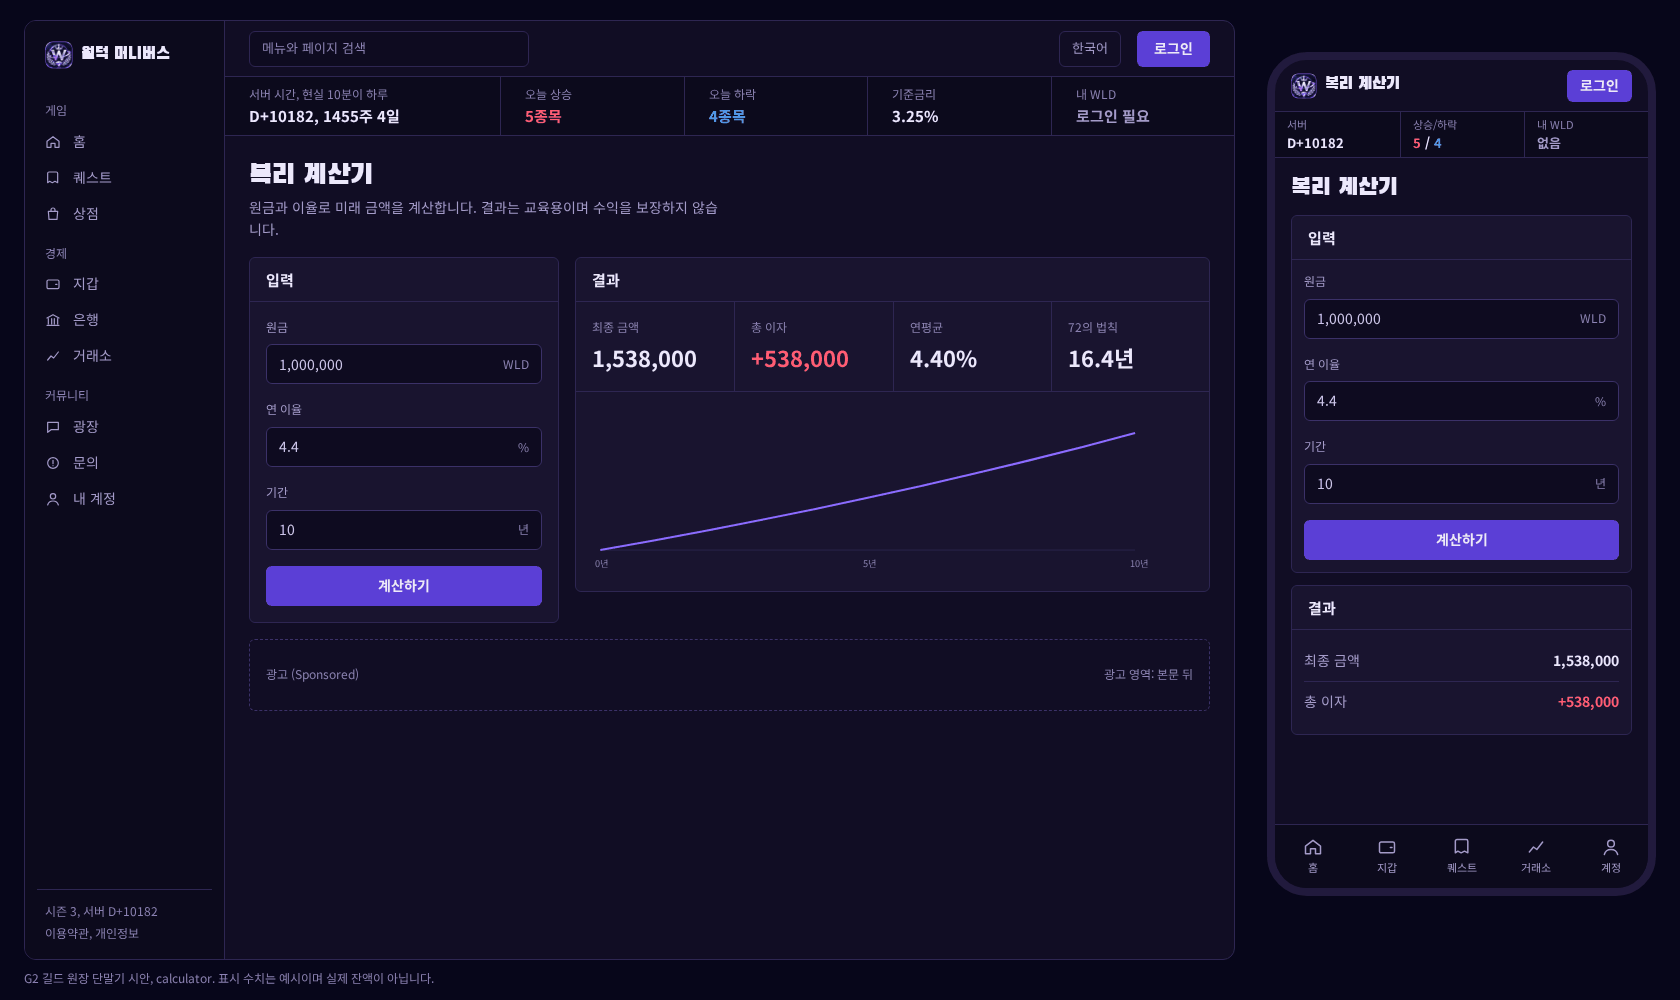 월덕 머니버스
게임
홈
퀘스트
상점
경제
지갑
은행
거래소
커뮤니티
광장
문의
내 계정
시즌 3, 서버 D+10182
이용약관, 개인정보
메뉴와 페이지 검색
한국어
로그인
서버 시간, 현실 10분이 하루
D+10182, 1455주 4일
오늘 상승
5종목
오늘 하락
4종목
기준금리
3.25%
내 WLD
로그인 필요
복리 계산기
원금과 이율로 미래 금액을 계산합니다. 결과는 교육용이며 수익을 보장하지 않습
니다.
입력
원금
1,000,000 WLD
연 이율
4.4 %
기간
10 년
계산하기
결과
최종 금액
1,538,000
총 이자
+538,000
연평균
4.40%
72의 법칙
16.4년
0년 5년 10년
광고 (Sponsored) 광고 영역: 본문 뒤
G2 길드 원장 단말기 시안, calculator. 표시 수치는 예시이며 실제 잔액이 아닙니다.
W
복리 계산기
로그인
서버
D+10182
상승/하락
5 / 4
내 WLD
없음
복리 계산기
입력
원금
1,000,000 WLD
연 이율
4.4 %
기간
10 년
계산하기
결과
최종 금액 1,538,000
총 이자 +538,000
홈 지갑 퀘스트 거래소 계정